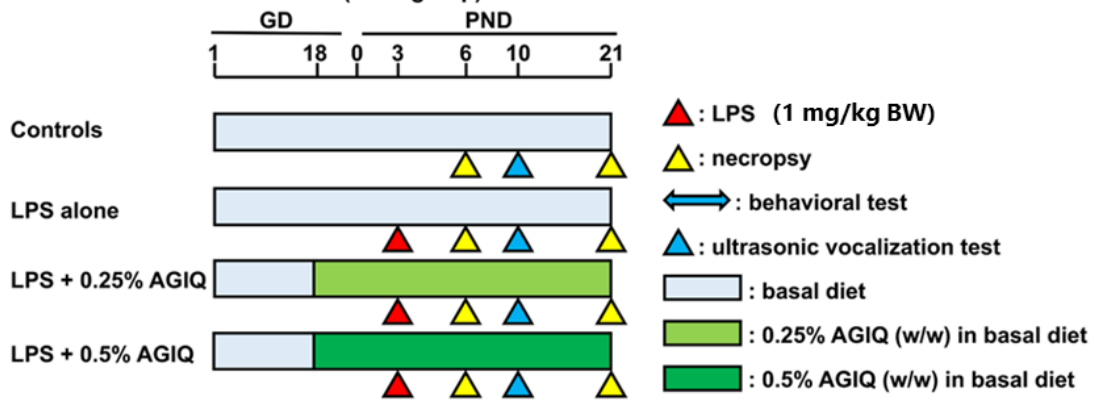 GD PND
1 18 0 3 6 10 21
Controls
LPS alone
LPS + 0.25% AGIQ
LPS + 0.5% AGIQ
: LPS (1 mg/kg BW)
: necropsy
: behavioral test
: ultrasonic vocalization test
: basal diet
: 0.25% AGIQ (w/w) in basal diet
: 0.5% AGIQ (w/w) in basal diet